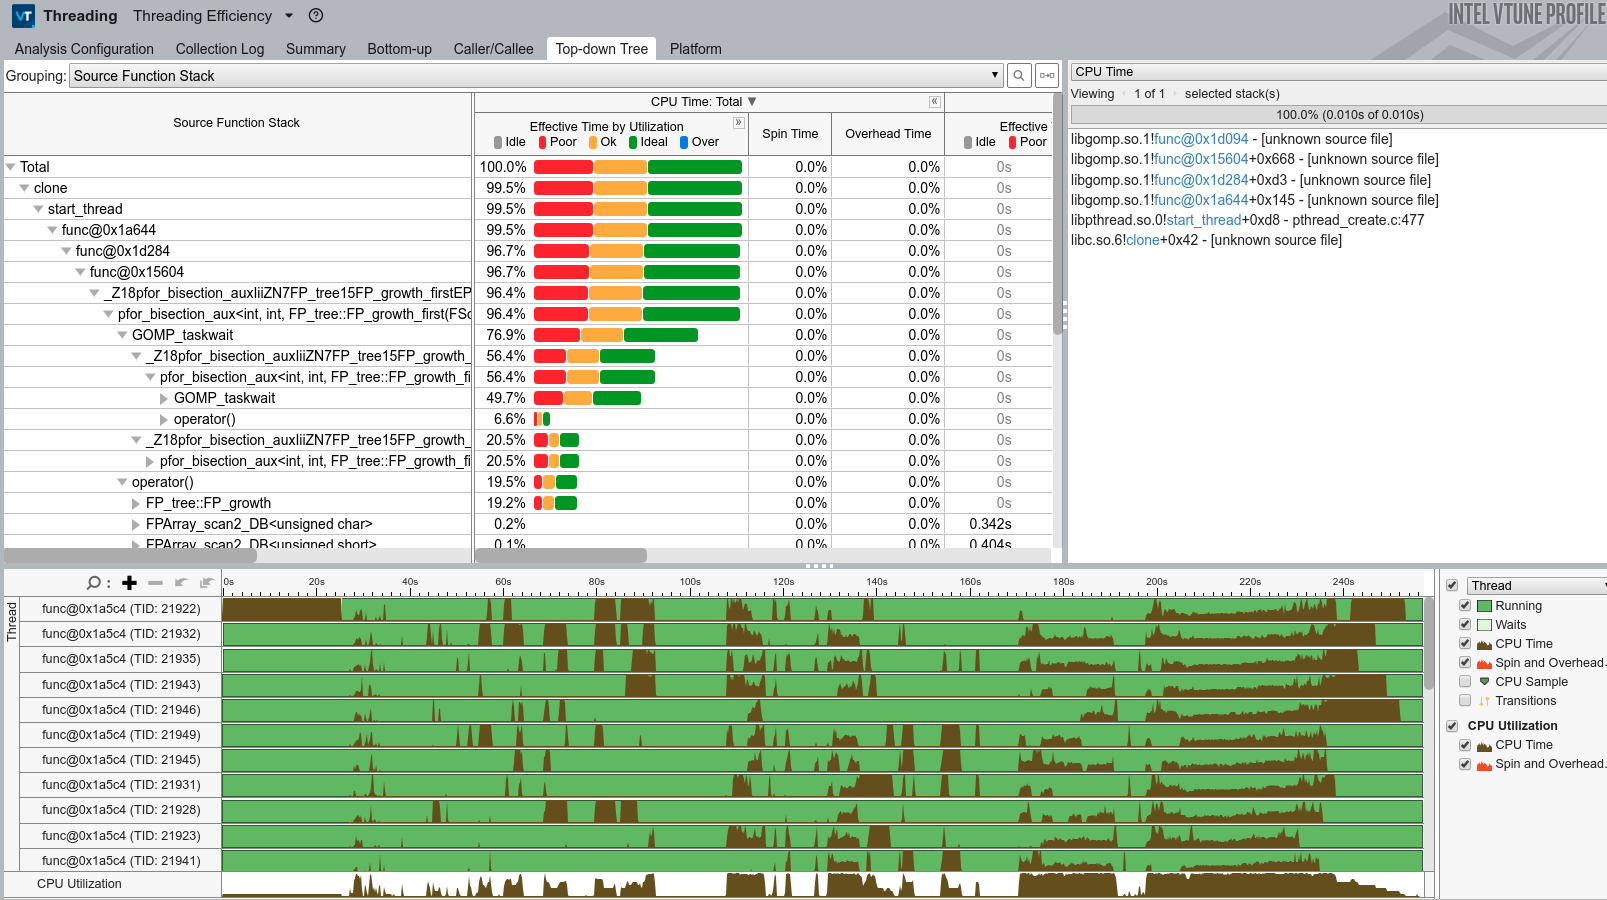 VT Threading Threading Efficiency
INTEL VTUNE PROFILE
Analysis Configuration Collection Log Summary Bottom-up Caller/Callee Top-down Tree Platform
Grouping: Source Function Stack
Source Function Stack
CPU Time: Total
Effective Time by Utilization
Idle Poor Ok Ideal Over
Spin Time
Overhead Time
Effective
Idle Poor
Total 100.0% 0.0% 0.0% 0s
clone 99.5% 0.0% 0.0% 0s
start_thread 99.5% 0.0% 0.0% 0s
func@0x1a644 99.5% 0.0% 0.0% 0s
func@0x1d284 96.7% 0.0% 0.0% 0s
func@0x15604 96.7% 0.0% 0.0% 0s
_Z18pfor_bisection_auxIiiZN7FP_tree15FP_growth_firstEP 96.4% 0.0% 0.0% 0s
pfor_bisection_aux<int, int, FP_tree::FP_growth_first(FSc 96.4% 0.0% 0.0% 0s
GOMP_taskwait 76.9% 0.0% 0.0% 0s
_Z18pfor_bisection_auxIiiZN7FP_tree15FP_growth_ 56.4% 0.0% 0.0% 0s
pfor_bisection_aux<int, int, FP_tree::FP_growth_fi 56.4% 0.0% 0.0% 0s
GOMP_taskwait 49.7% 0.0% 0.0% 0s
operator() 6.6% 0.0% 0.0% 0s
_Z18pfor_bisection_auxIiiZN7FP_tree15FP_growth_ 20.5% 0.0% 0.0% 0s
pfor_bisection_aux<int, int, FP_tree::FP_growth_fi 20.5% 0.0% 0.0% 0s
operator() 19.5% 0.0% 0.0% 0s
FP_tree::FP_growth 19.2% 0.0% 0.0% 0s
FPArray_scan2_DB<unsigned char> 0.2% 0.0% 0.0% 0.342s
FPArray_scan2_DB<unsigned short> 0.1% 0.0% 0.0% 0.404s
CPU Time
Viewing 1 of 1 selected stack(s)
100.0% (0.010s of 0.010s)
libgomp.so.1!func@0x1d094 - [unknown source file]
libgomp.so.1!func@0x15604+0x668 - [unknown source file]
libgomp.so.1!func@0x1d284+0xd3 - [unknown source file]
libgomp.so.1!func@0x1a644+0x145 - [unknown source file]
libpthread.so.0!start_thread+0xd8 - pthread_create.c:477
libc.so.6!clone+0x42 - [unknown source file]
0s 20s 40s 60s 80s 100s 120s 140s 160s 180s 200s 220s 240s
Thread
func@0x1a5c4 (TID: 21922)
func@0x1a5c4 (TID: 21932)
func@0x1a5c4 (TID: 21935)
func@0x1a5c4 (TID: 21943)
func@0x1a5c4 (TID: 21946)
func@0x1a5c4 (TID: 21949)
func@0x1a5c4 (TID: 21945)
func@0x1a5c4 (TID: 21931)
func@0x1a5c4 (TID: 21928)
func@0x1a5c4 (TID: 21923)
func@0x1a5c4 (TID: 21941)
CPU Utilization
Thread
Running
Waits
CPU Time
Spin and Overhead
CPU Sample
Transitions
CPU Utilization
CPU Time
Spin and Overhead